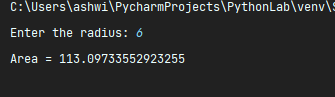 C:\Users\ashwi\PycharmProjects\PythonLab\venv\
Enter the radius: 6
Area = 113.09733552923255